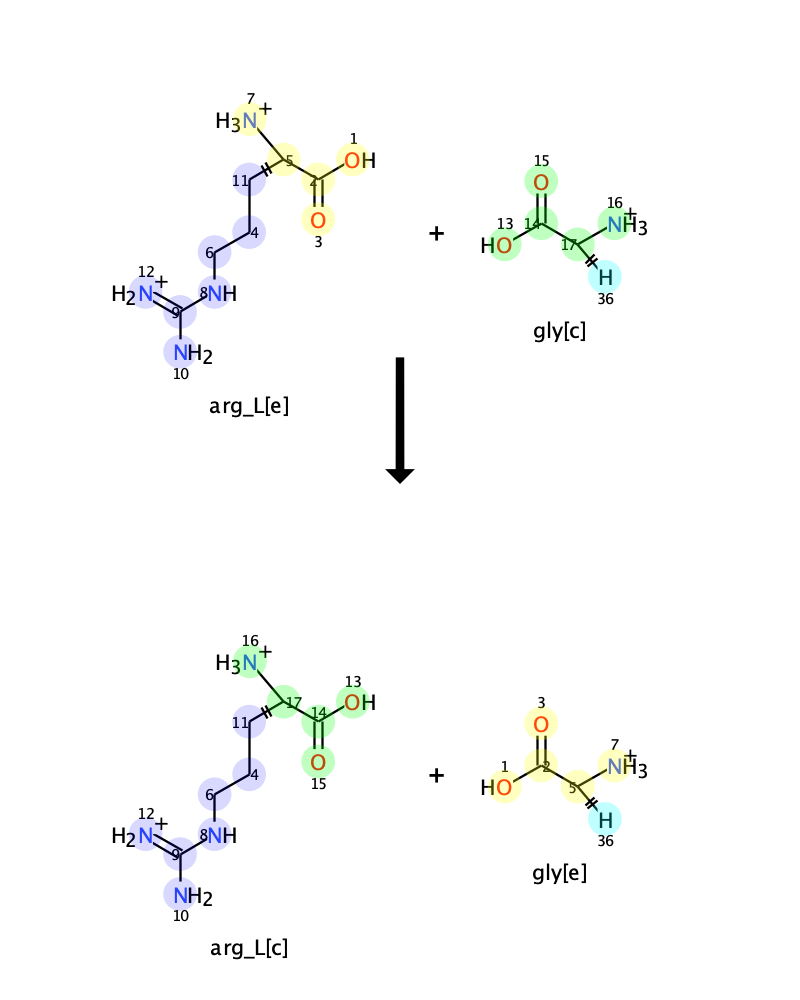 7
H3N+
1
5
OH
11
2
O
3
4
6
12
H2N+
8
NH
9
NH2
10
arg_L[e]
+
15
O
16
13
14
NH3+
HO
17
H
36
gly[c]
16
H3N+
13
17
OH
14
11
O
15
4
6
12
H2N+
8
NH
9
NH2
10
arg_L[c]
+
3
O
7
1
2
NH3+
HO
5
H
36
gly[e]